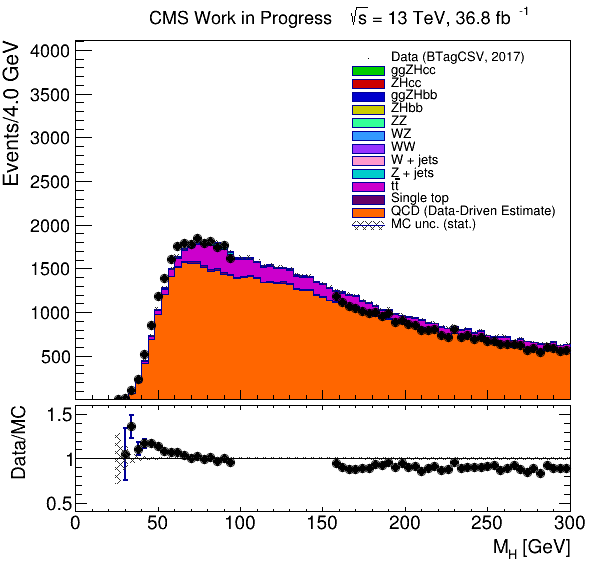 CMS Work in Progress √s = 13 TeV, 36.8 fb⁻¹
Events/4.0 GeV
4000
3500
3000
2500
2000
1500
1000
500
Data (BTagCSV, 2017)
ggZHcc
ZHcc
ggZHbb
ZHbb
ZZ
WZ
WW
W + jets
Z + jets
tt̄
Single top
QCD (Data-Driven Estimate)
MC unc. (stat.)
Data/MC
1.5
1
0.5
0 50 100 150 200 250 300
M_H [GeV]